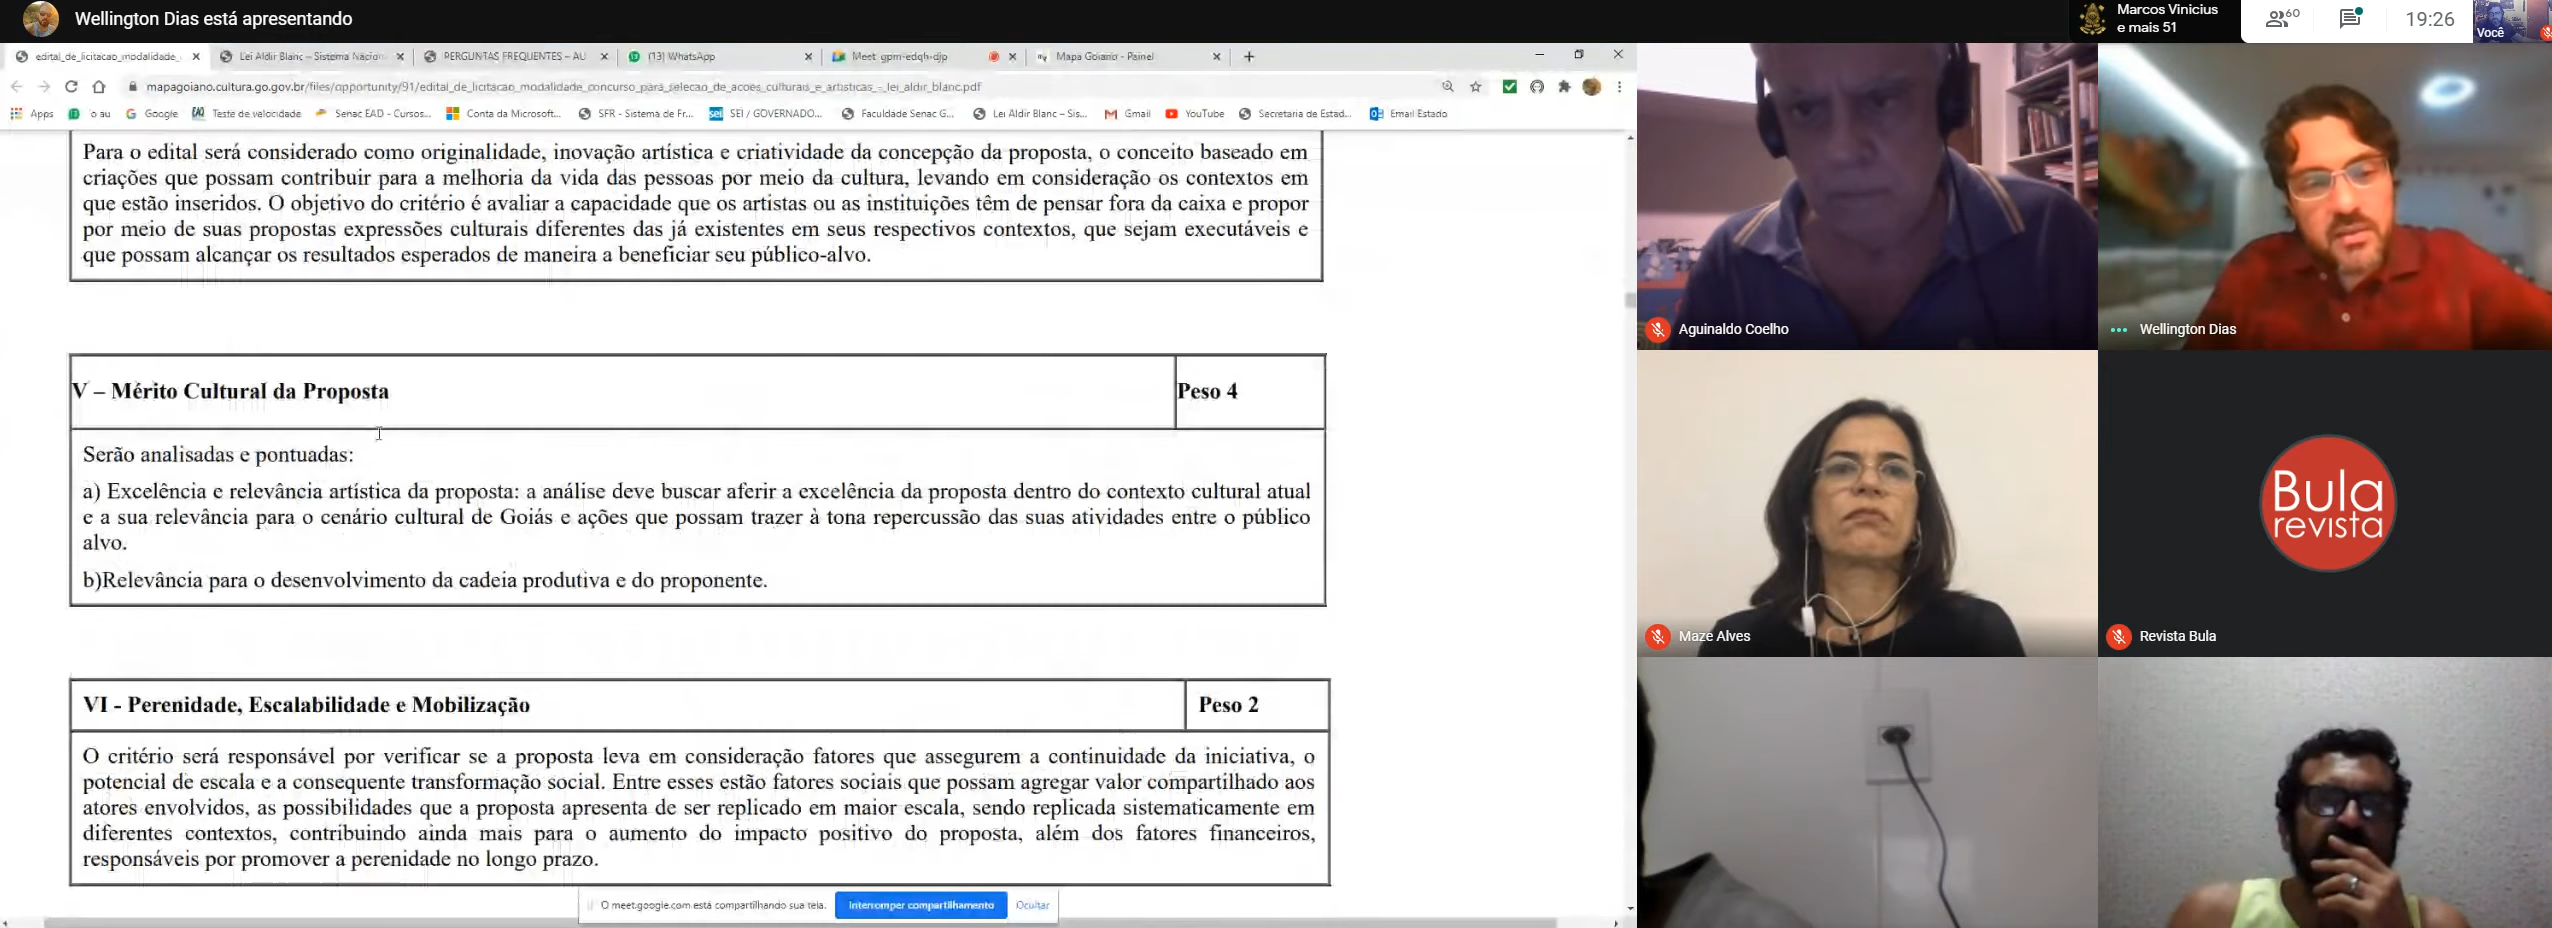 Wellington Dias está apresentando
Marcos Vinicius
e mais 51
60
19:26
Você
edital_de_licitacao_modalidade_
Lei Aldir Blanc – Sistema Nacion
PERGUNTAS FREQUENTES – AU
(13) WhatsApp
Meet: gpm-edqh-djp
Mapa Goiano - Painel
mapagoiano.cultura.go.gov.br/files/opportunity/91/edital_de_licitacao_modalidade_concurso_para_selecao_de_acoes_culturais_e_artisticas_-_lei_aldir_blanc.pdf
Apps
Google
Teste de velocidade
Senac EAD - Cursos...
Conta da Microsoft...
SFR - Sistema de Fr...
sei
SEI / GOVERNADO...
Faculdade Senac G...
Lei Aldir Blanc – Sis...
Gmail
YouTube
Secretaria de Estad...
Email Estado
Para o edital será considerado como originalidade, inovação artística e criatividade da concepção da proposta, o conceito baseado em
criações que possam contribuir para a melhoria da vida das pessoas por meio da cultura, levando em consideração os contextos em
que estão inseridos. O objetivo do critério é avaliar a capacidade que os artistas ou as instituições têm de pensar fora da caixa e propor
por meio de suas propostas expressões culturais diferentes das já existentes em seus respectivos contextos, que sejam executáveis e
que possam alcançar os resultados esperados de maneira a beneficiar seu público-alvo.
V – Mérito Cultural da Proposta
Peso 4
Serão analisadas e pontuadas:
a) Excelência e relevância artística da proposta: a análise deve buscar aferir a excelência da proposta dentro do contexto cultural atual
e a sua relevância para o cenário cultural de Goiás e ações que possam trazer à tona repercussão das suas atividades entre o público
alvo.
b)Relevância para o desenvolvimento da cadeia produtiva e do proponente.
VI - Perenidade, Escalabilidade e Mobilização
Peso 2
O critério será responsável por verificar se a proposta leva em consideração fatores que assegurem a continuidade da iniciativa, o
potencial de escala e a consequente transformação social. Entre esses estão fatores sociais que possam agregar valor compartilhado aos
atores envolvidos, as possibilidades que a proposta apresenta de ser replicado em maior escala, sendo replicada sistematicamente em
diferentes contextos, contribuindo ainda mais para o aumento do impacto positivo do proposta, além dos fatores financeiros,
responsáveis por promover a perenidade no longo prazo.
O meet.google.com está compartilhando sua tela.
Interromper compartilhamento
Ocultar
Aguinaldo Coelho
Wellington Dias
Maze Alves
Bula
revista
Revista Bula